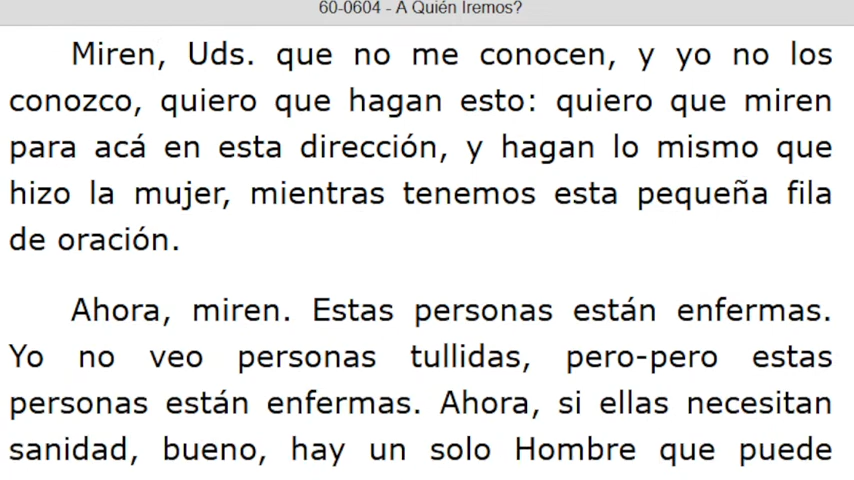 60-0604 - A Quién Iremos?
Miren, Uds. que no me conocen, y yo no los
conozco, quiero que hagan esto: quiero que miren
para acá en esta dirección, y hagan lo mismo que
hizo la mujer, mientras tenemos esta pequeña fila
de oración.
Ahora, miren. Estas personas están enfermas.
Yo no veo personas tullidas, pero-pero estas
personas están enfermas. Ahora, si ellas necesitan
sanidad, bueno, hay un solo Hombre que puede